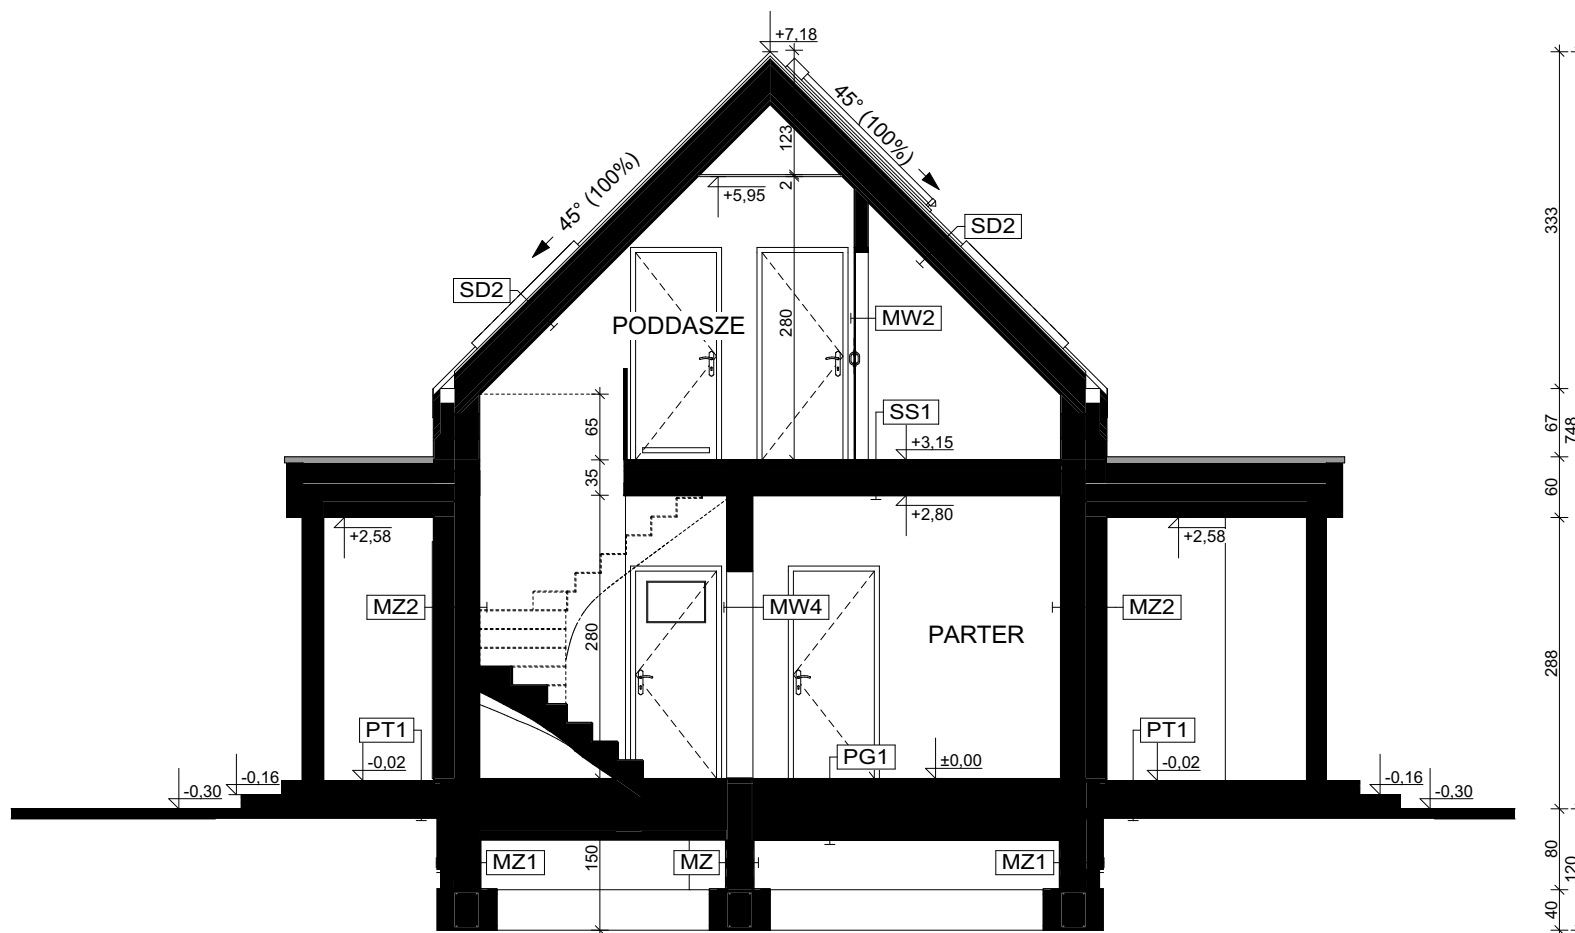 +7,18
45° (100%)
45° (100%)
123
2
+5,95
333
SD2
SD2
PODDASZE
280
MW2
65
SS1
+3,15
67
748
35
60
+2,80
+2,58
+2,58
MZ2
MW4
MZ2
PARTER
280
288
PT1
PT1
PG1
-0,02
±0,00
-0,02
-0,30
-0,16
-0,16
-0,30
150
MZ1
MZ
MZ1
80
120
40